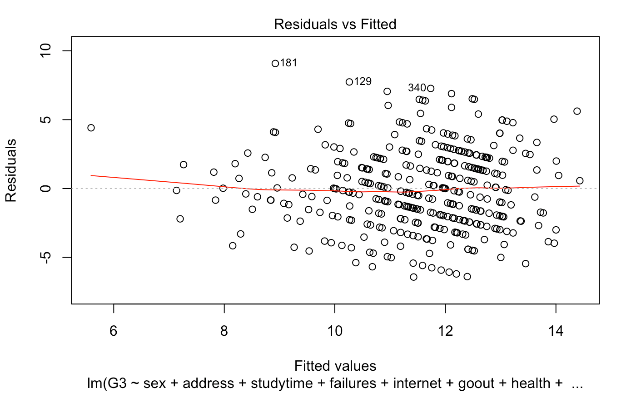 Residuals vs Fitted
10
5
0
-5
Residuals
181
129
340
6 8 10 12 14
Fitted values
lm(G3 ~ sex + address + studytime + failures + internet + goout + health + ...